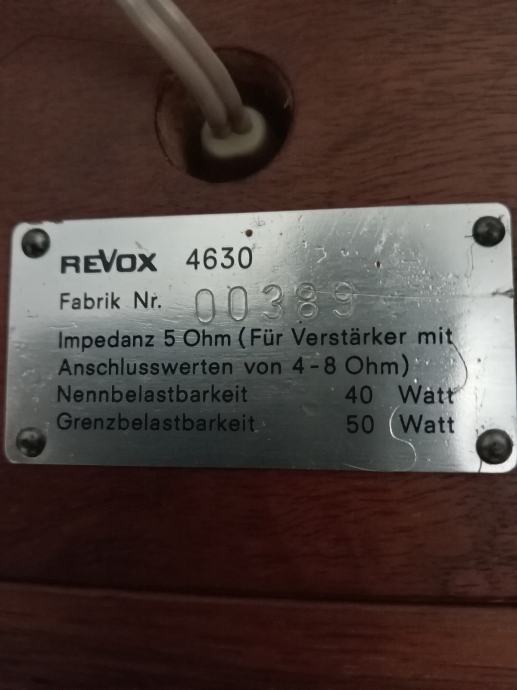 REVOX 4630
Fabrik Nr. 00389
Impedanz 5 Ohm (Für Verstärker mit
Anschlusswerten von 4-8 Ohm)
Nennbelastbarkeit 40 Watt
Grenzbelastbarkeit 50 Watt